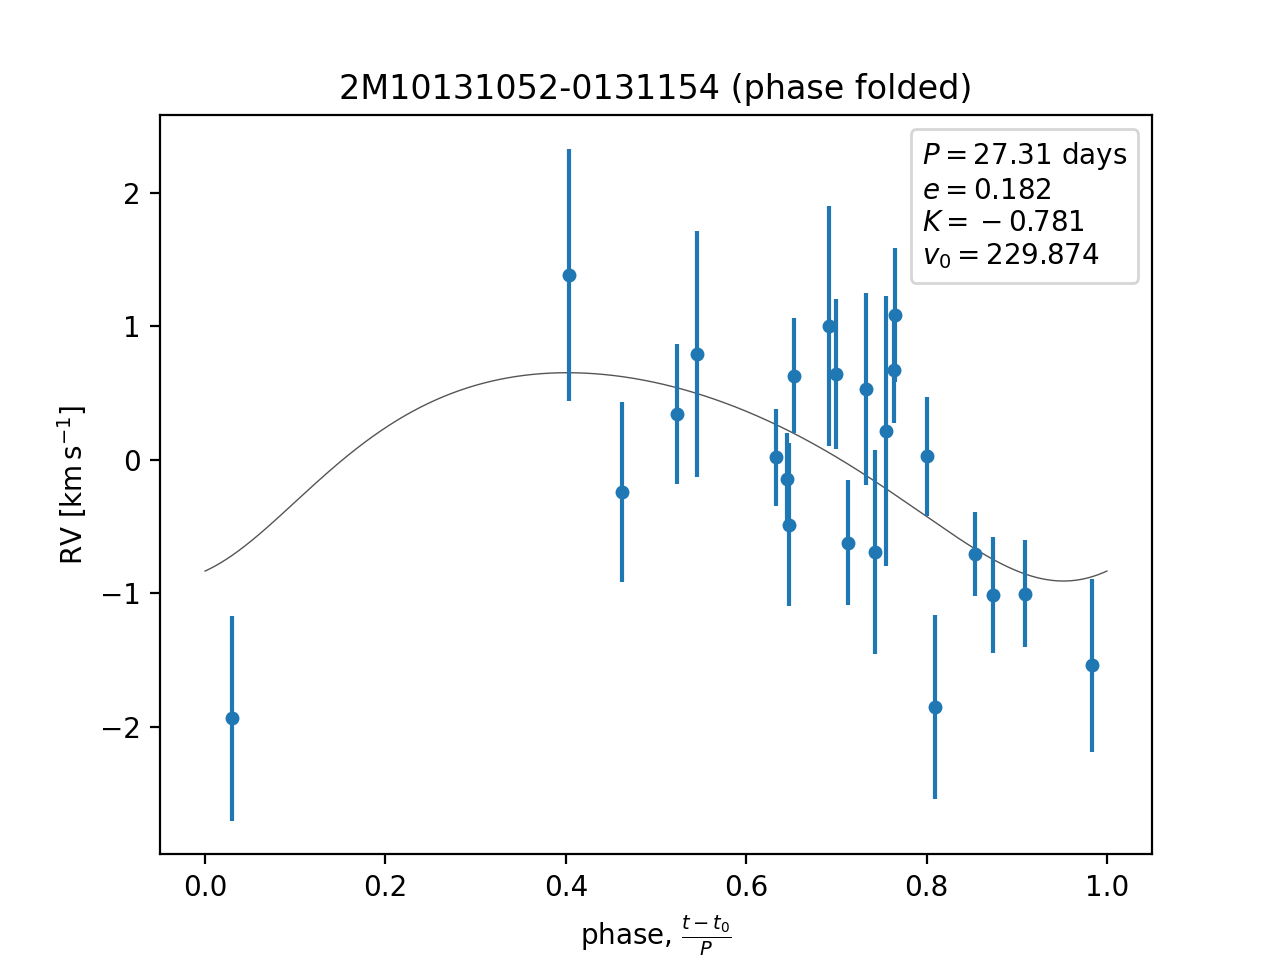 2M10131052-0131154 (phase folded)
P = 27.31 days
e = 0.182
K = −0.781
v₀ = 229.874
2
1
0
−1
−2
RV [km s⁻¹]
0.0 0.2 0.4 0.6 0.8 1.0
phase, (t − t₀)/P